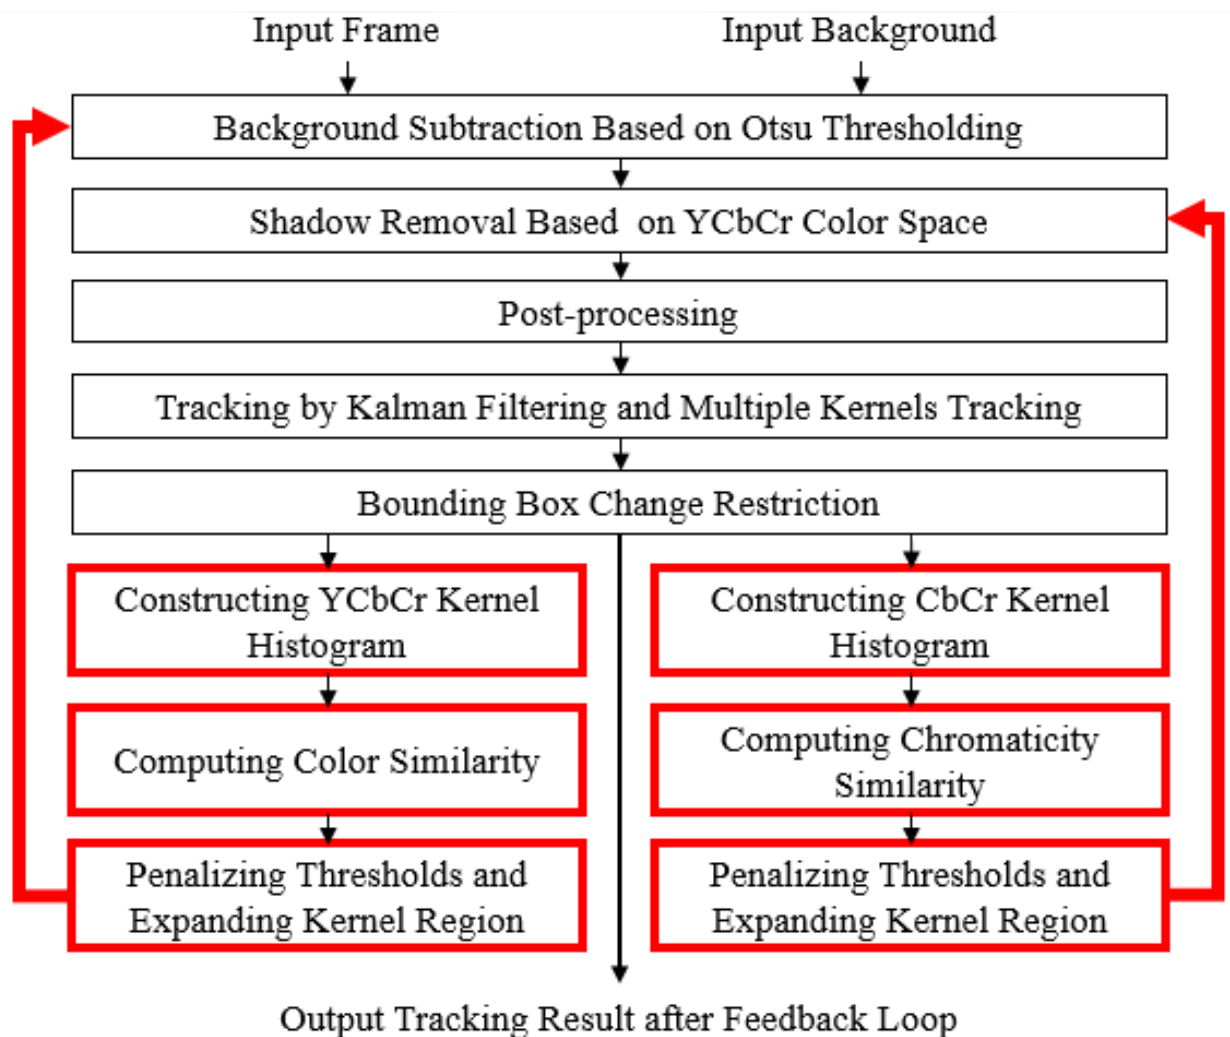 Input Frame
Input Background
Background Subtraction Based on Otsu Thresholding
Shadow Removal Based on YCbCr Color Space
Post-processing
Tracking by Kalman Filtering and Multiple Kernels Tracking
Bounding Box Change Restriction
Constructing YCbCr Kernel
Histogram
Constructing CbCr Kernel
Histogram
Computing Color Similarity
Computing Chromaticity
Similarity
Penalizing Thresholds and
Expanding Kernel Region
Penalizing Thresholds and
Expanding Kernel Region
Output Tracking Result after Feedback Loop